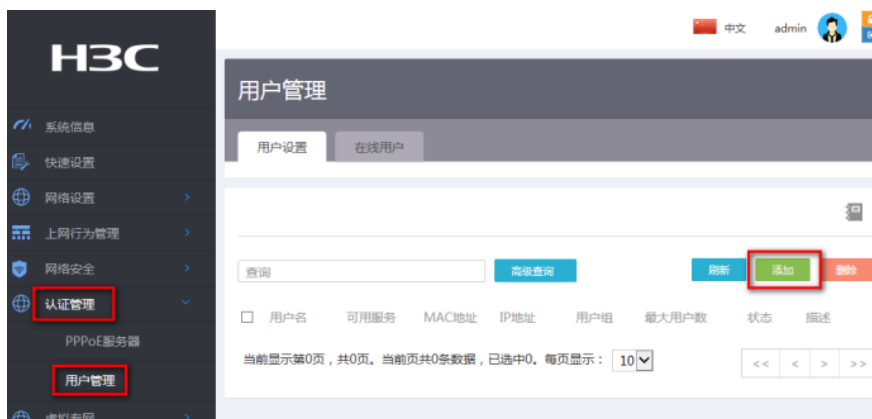 中文 admin
H3C
用户管理
系统信息
用户设置 在线用户
快速设置
网络设置
上网行为管理
网络安全
查询 高级查询 刷新 添加 删除
认证管理
用户名 可用服务 MAC地址 IP地址 用户组 最大用户数 状态 描述
PPPoE服务器
当前显示第0页，共0页。当前页共0条数据，已选中0。每页显示： 10 << < > >>
用户管理
虚拟专网